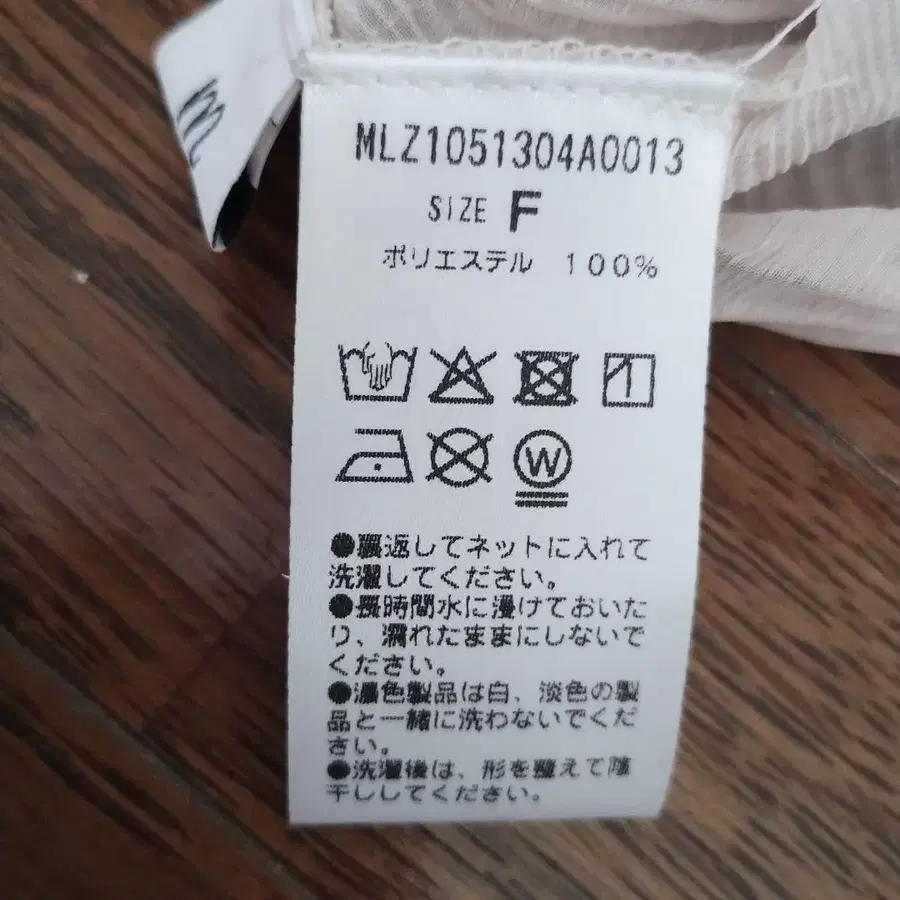 MLZ1051304A0013
SIZE F
ポリエステル 100%
W
●裏返してネットに入れて
洗濯してください。
●長時間水に浸けておいた
り、濡れたままにしないで
ください。
●濃色製品は白、淡色の製
品と一緒に洗わないでくだ
さい。
●洗濯後は、形を整えて陰
干ししてください。